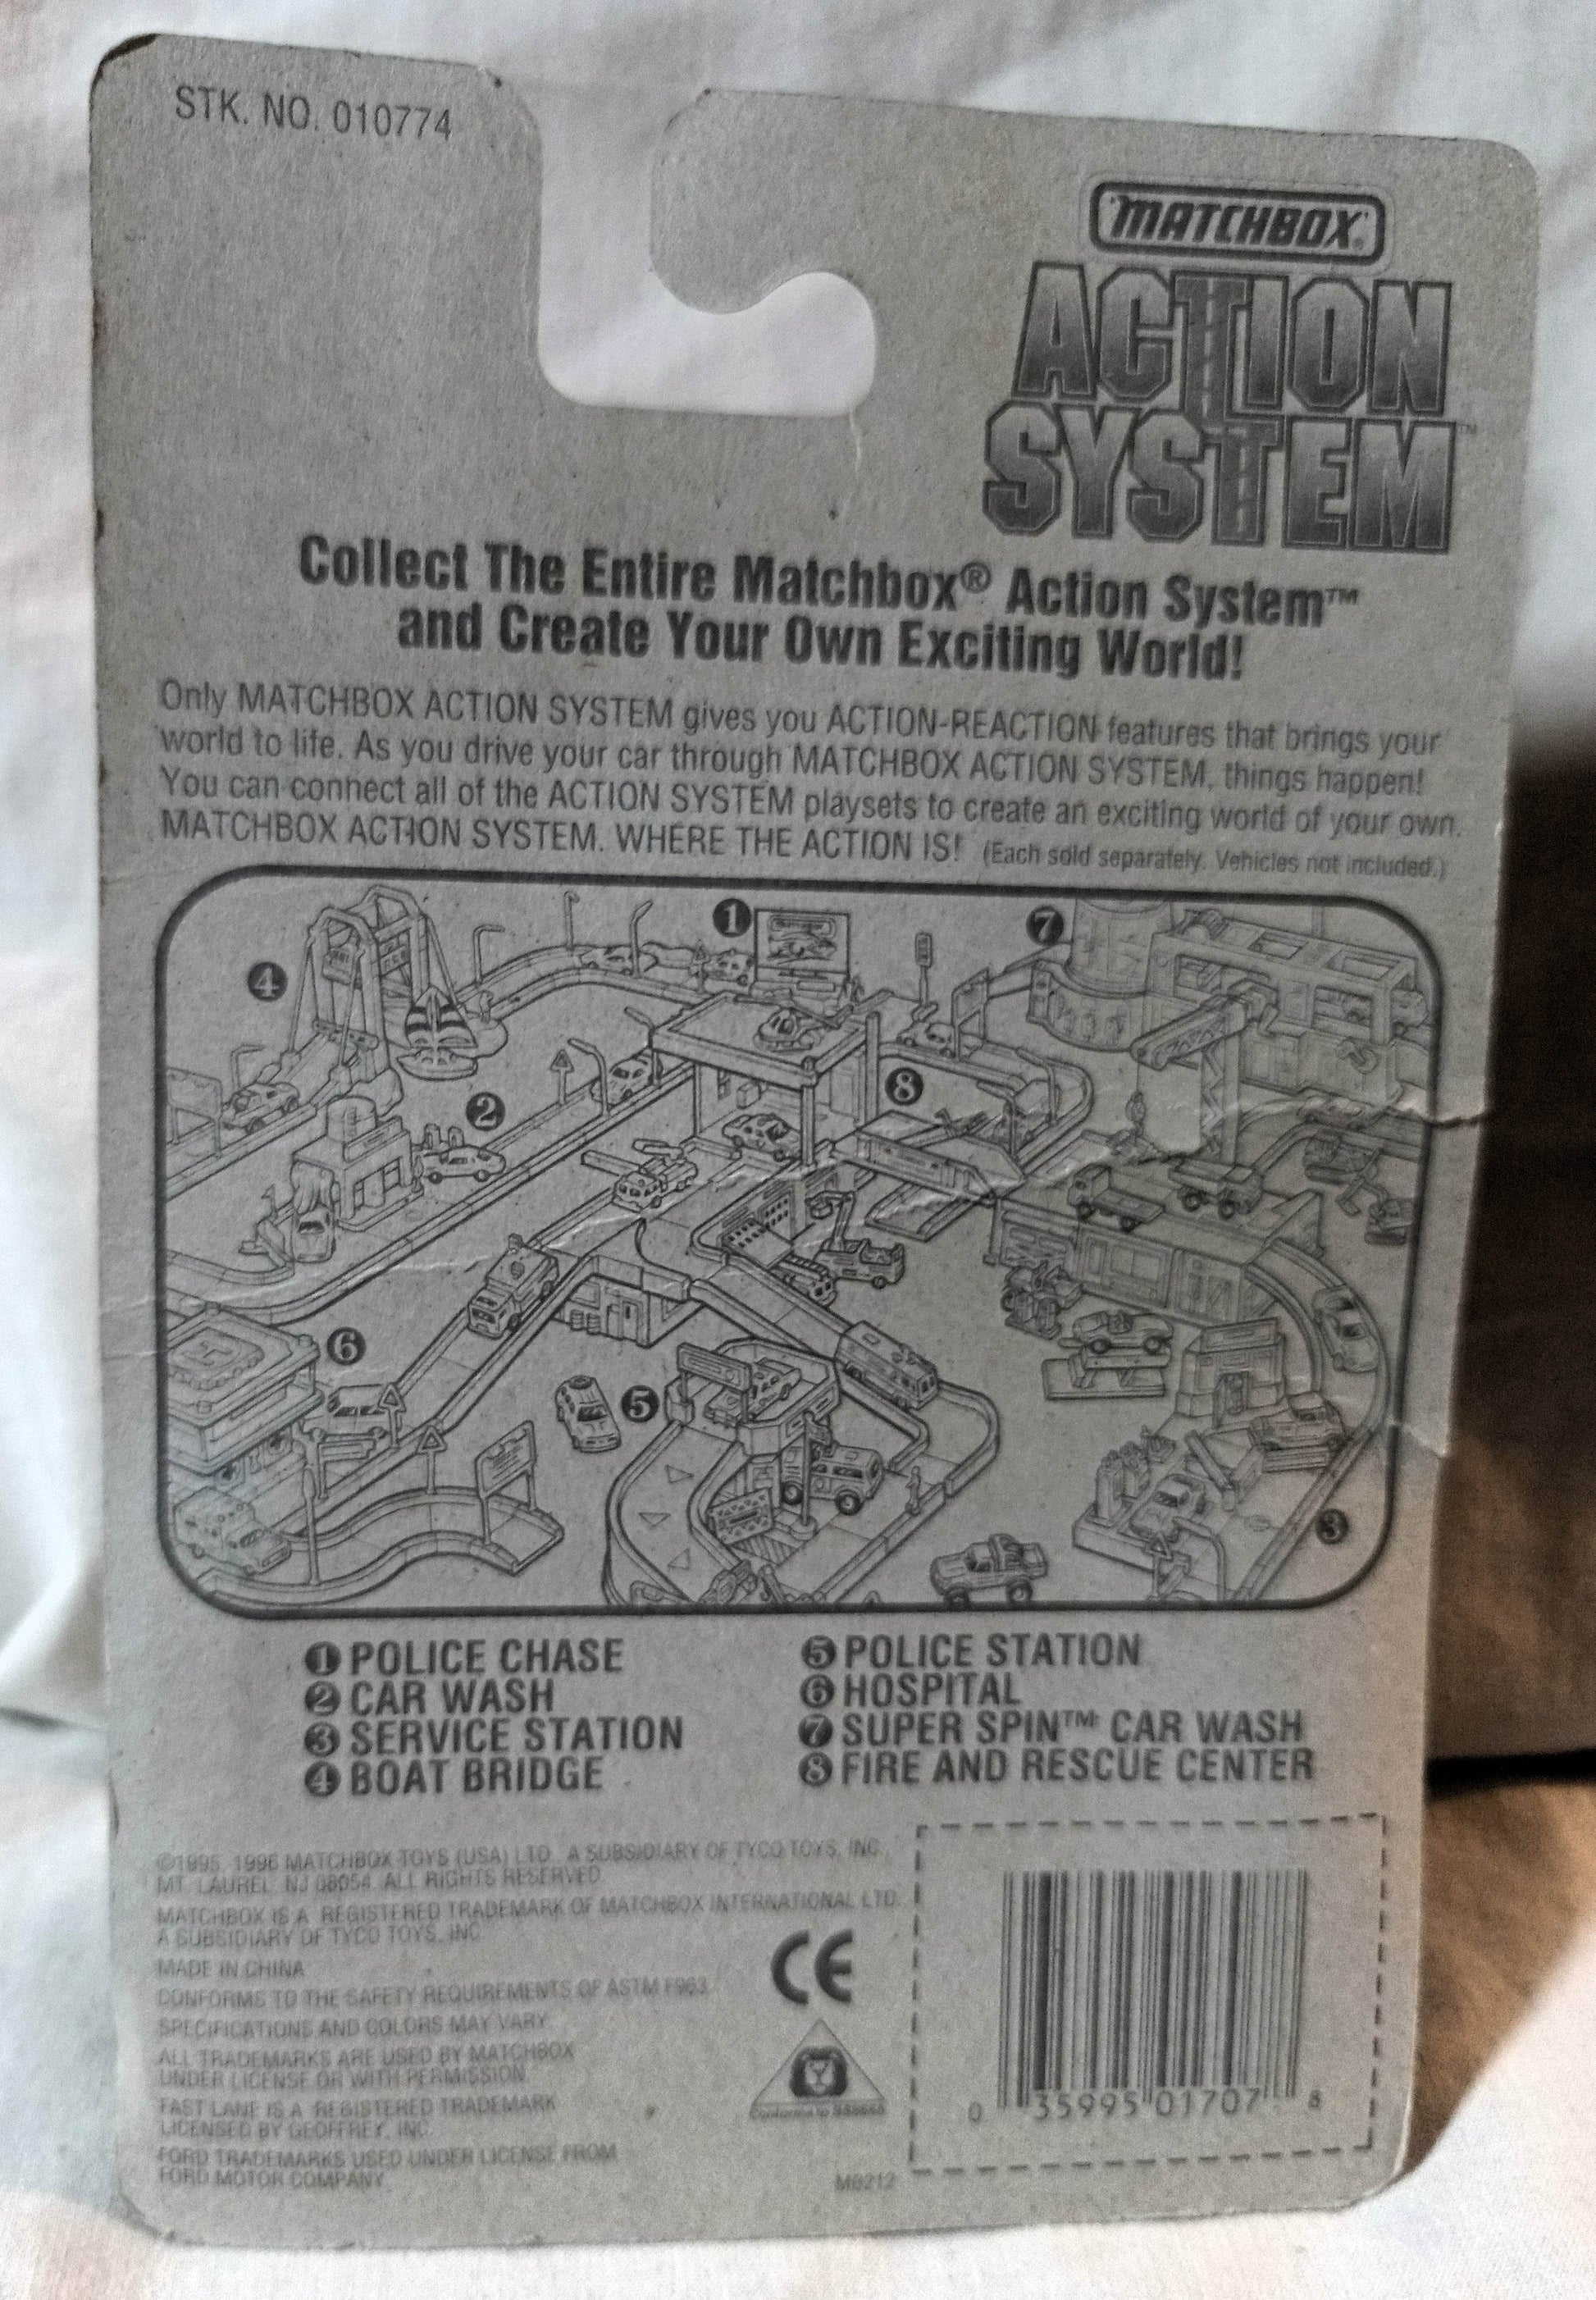 STK. NO. 010774
MATCHBOX®
ACTION
SYSTEM™
Collect The Entire Matchbox® Action System™
and Create Your Own Exciting World!
Only MATCHBOX ACTION SYSTEM gives you ACTION-REACTION features that brings your
world to life. As you drive your car through MATCHBOX ACTION SYSTEM, things happen!
You can connect all of the ACTION SYSTEM playsets to create an exciting world of your own.
MATCHBOX ACTION SYSTEM. WHERE THE ACTION IS! (Each sold separately. Vehicles not included.)
4
1
7
2
8
6
5
3
1 POLICE CHASE
2 CAR WASH
3 SERVICE STATION
4 BOAT BRIDGE
5 POLICE STATION
6 HOSPITAL
7 SUPER SPIN™ CAR WASH
8 FIRE AND RESCUE CENTER
©1995, 1996 MATCHBOX TOYS (USA) LTD. A SUBSIDIARY OF TYCO TOYS, INC.
MT. LAUREL, NJ 08054. ALL RIGHTS RESERVED.
MATCHBOX IS A REGISTERED TRADEMARK OF MATCHBOX INTERNATIONAL LTD.
A SUBSIDIARY OF TYCO TOYS, INC.
MADE IN CHINA
CONFORMS TO THE SAFETY REQUIREMENTS OF ASTM F963.
SPECIFICATIONS AND COLORS MAY VARY.
ALL TRADEMARKS ARE USED BY MATCHBOX
UNDER LICENSE OR WITH PERMISSION.
FAST LANE IS A REGISTERED TRADEMARK
LICENSED BY GEOFFREY, INC.
FORD TRADEMARKS USED UNDER LICENSE FROM
FORD MOTOR COMPANY.
CE
Conforms to BS5665
M6212
0 35995 01707 8